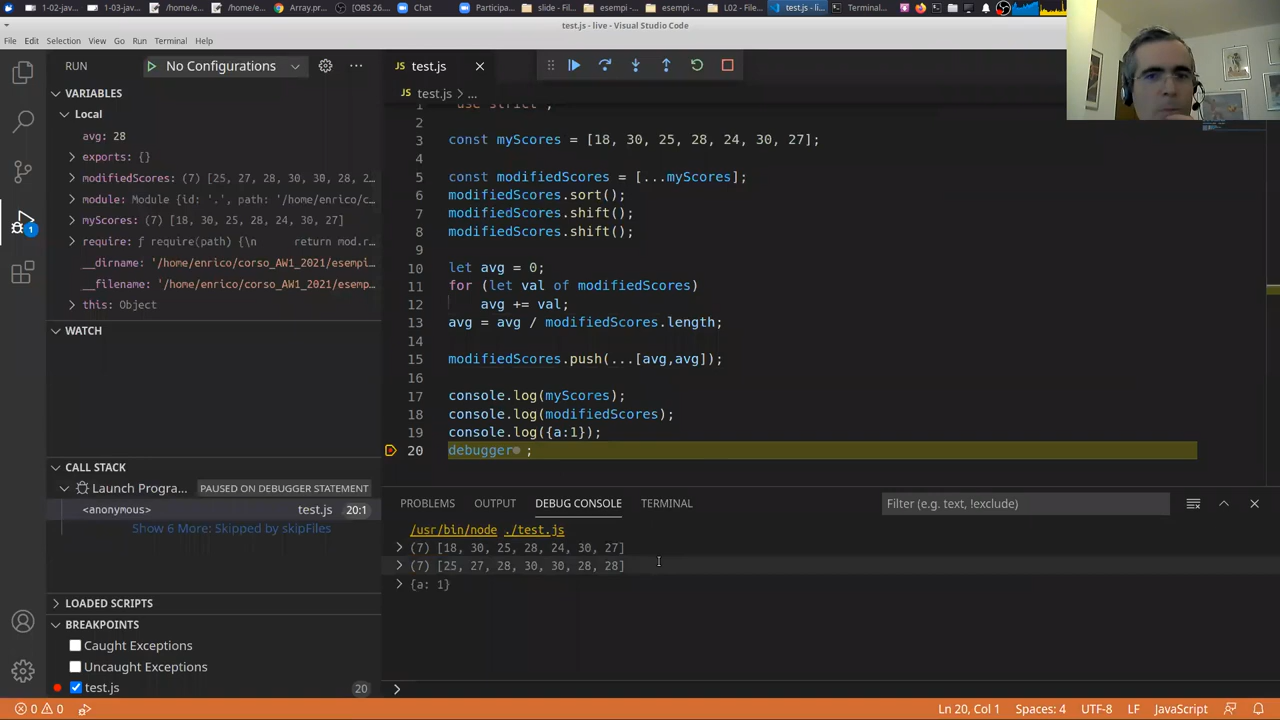 1-02-jav...
1-03-jav...
/home/e...
/home/e...
Array.pro...
[OBS 26....
Chat
Participa...
slide - File...
esempi -...
esempi -...
L02 - File...
test.js - li...
Terminal...
test.js - live - Visual Studio Code
File Edit Selection View Go Run Terminal Help
RUN
No Configurations
test.js
VARIABLES
Local
avg: 28
exports: {}
modifiedScores: (7) [25, 27, 28, 30, 30, 28, 2...
module: Module {id: '.', path: '/home/enrico/c...
myScores: (7) [18, 30, 25, 28, 24, 30, 27]
require: ƒ require(path) {\n return mod.r...
__dirname: '/home/enrico/corso_AW1_2021/esempi...
__filename: '/home/enrico/corso_AW1_2021/esemp...
this: Object
WATCH
CALL STACK
Launch Progra... PAUSED ON DEBUGGER STATEMENT
<anonymous> test.js 20:1
Show 6 More: Skipped by skipFiles
LOADED SCRIPTS
BREAKPOINTS
Caught Exceptions
Uncaught Exceptions
test.js 20
1
test.js > ...
1 'use strict';
2
3 const myScores = [18, 30, 25, 28, 24, 30, 27];
4
5 const modifiedScores = [...myScores];
6 modifiedScores.sort();
7 modifiedScores.shift();
8 modifiedScores.shift();
9
10 let avg = 0;
11 for (let val of modifiedScores)
12 avg += val;
13 avg = avg / modifiedScores.length;
14
15 modifiedScores.push(...[avg,avg]);
16
17 console.log(myScores);
18 console.log(modifiedScores);
19 console.log({a:1});
20 debugger ;
PROBLEMS OUTPUT DEBUG CONSOLE TERMINAL
Filter (e.g. text, !exclude)
/usr/bin/node ./test.js
(7) [18, 30, 25, 28, 24, 30, 27]
(7) [25, 27, 28, 30, 30, 28, 28]
{a: 1}
0 0
Ln 20, Col 1 Spaces: 4 UTF-8 LF JavaScript